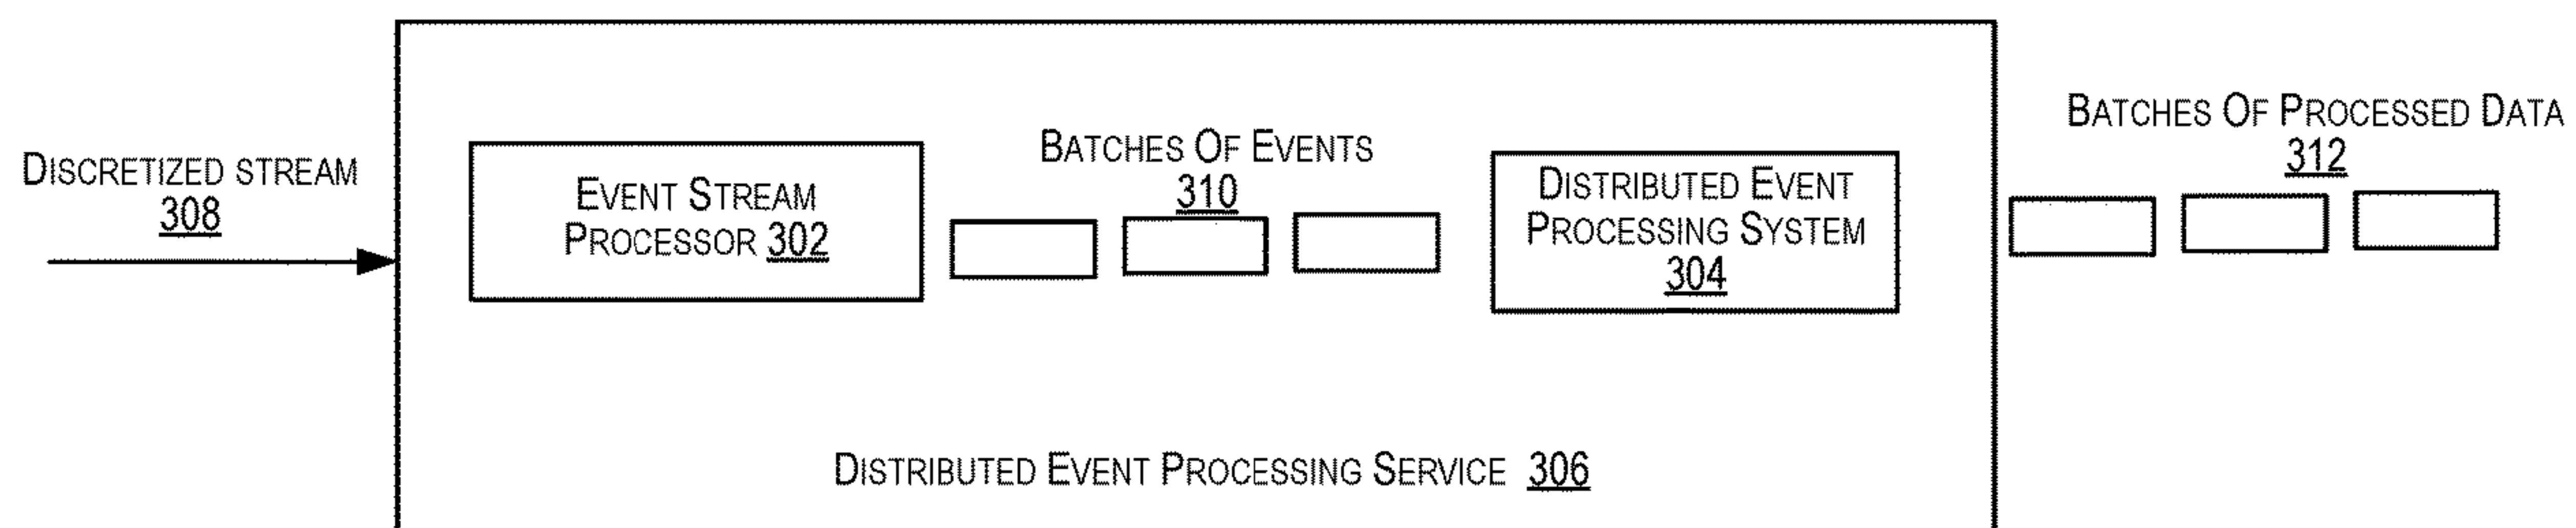 DISCRETIZED STREAM
308
EVENT STREAM
PROCESSOR 302
BATCHES OF EVENTS
310
DISTRIBUTED EVENT
PROCESSING SYSTEM
304
BATCHES OF PROCESSED DATA
312
DISTRIBUTED EVENT PROCESSING SERVICE 306